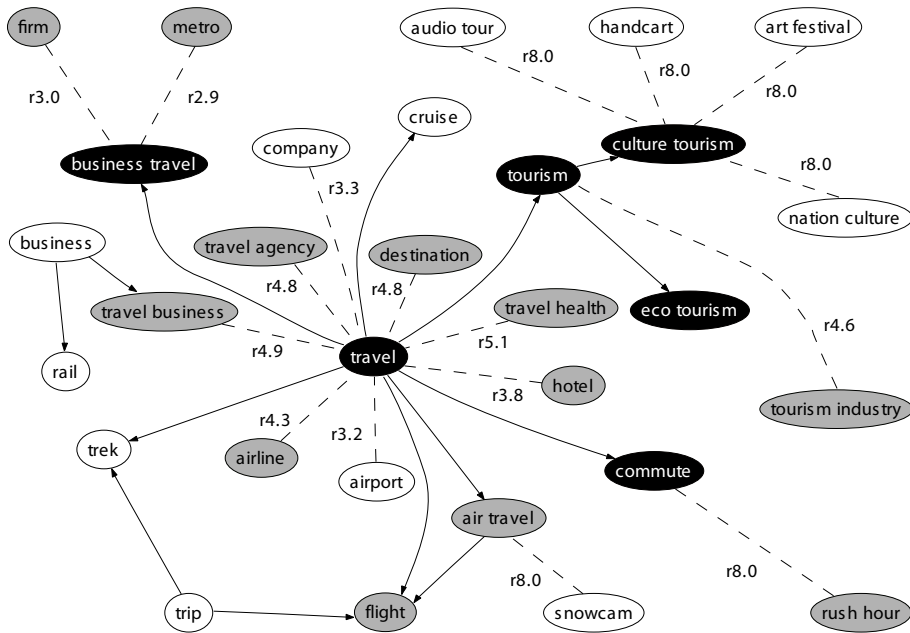 firm
metro
audio tour
handcart
art festival
r8.0
r8.0
r8.0
r3.0
r2.9
cruise
company
business travel
culture tourism
r8.0
tourism
r3.3
nation culture
business
travel agency
destination
r4.8
r4.8
travel health
eco tourism
travel business
r4.6
r5.1
r4.9
travel
rail
hotel
r3.8
tourism industry
r4.3
r3.2
trek
airline
commute
airport
air travel
r8.0
r8.0
trip
flight
snowcam
rush hour